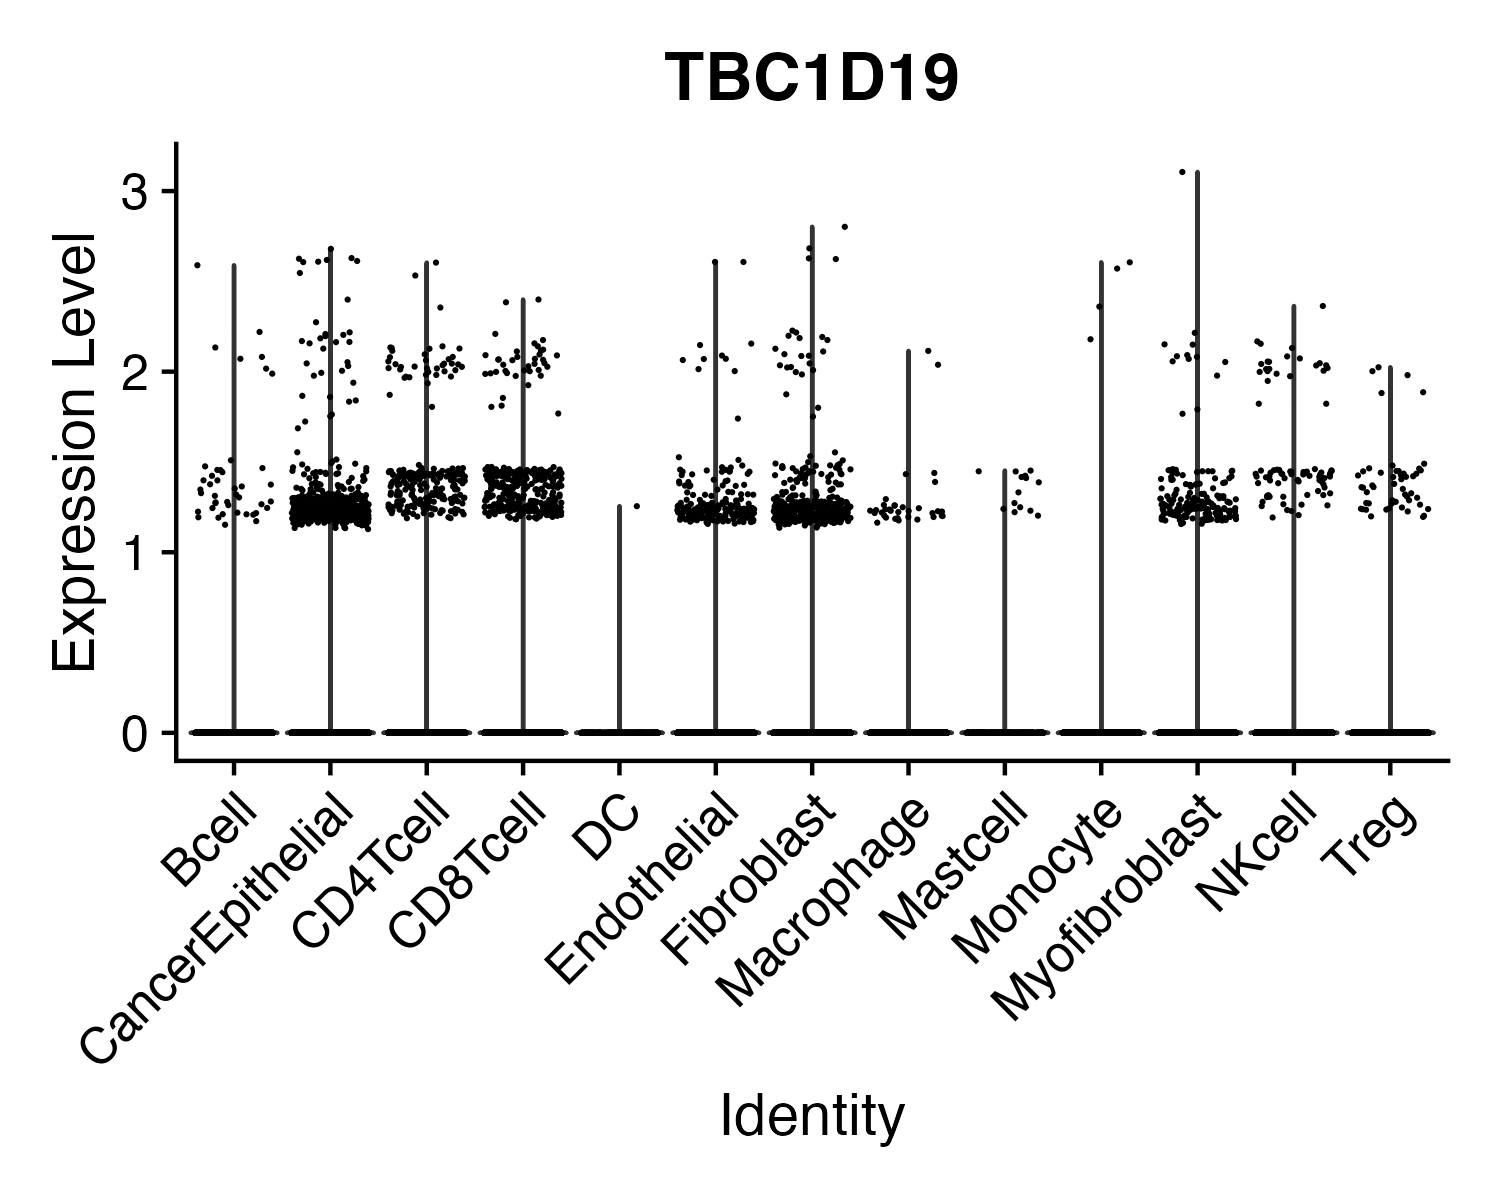 TBC1D19
Expression Level
3
2
1
0
Bcell
CancerEpithelial
CD4Tcell
CD8Tcell
DC
Endothelial
Fibroblast
Macrophage
Mastcell
Monocyte
Myofibroblast
NKcell
Treg
Identity